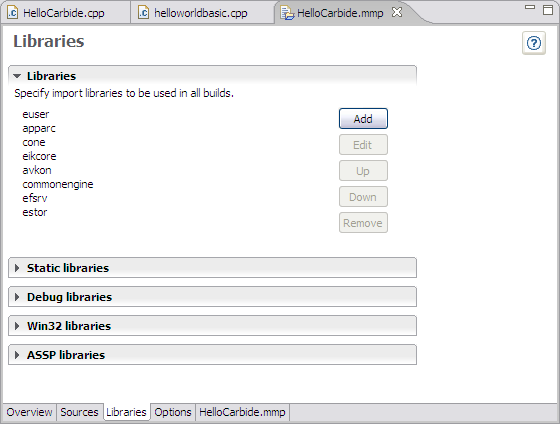 HelloCarbide.cpp helloworldbasic.cpp HelloCarbide.mmp
Libraries
Libraries
Specify import libraries to be used in all builds.
euser
apparc
cone
eikcore
avkon
commonengine
efsrv
estor
Add
Edit
Up
Down
Remove
Static libraries
Debug libraries
Win32 libraries
ASSP libraries
Overview Sources Libraries Options HelloCarbide.mmp